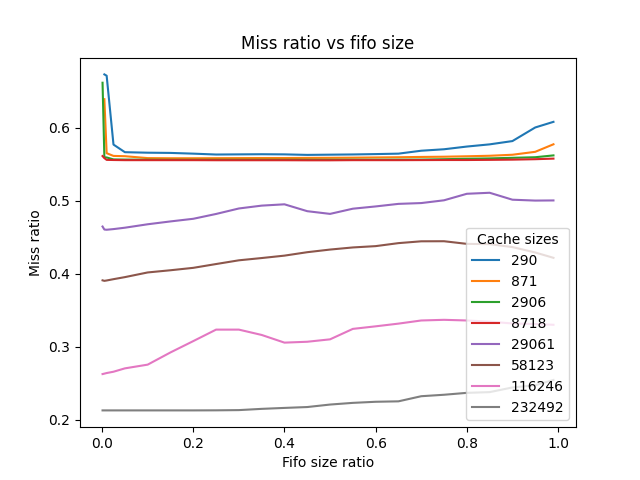 Miss ratio vs fifo size
0.6
0.5
0.4
0.3
0.2
Miss ratio
Cache sizes
290
871
2906
8718
29061
58123
116246
232492
0.0 0.2 0.4 0.6 0.8 1.0
Fifo size ratio